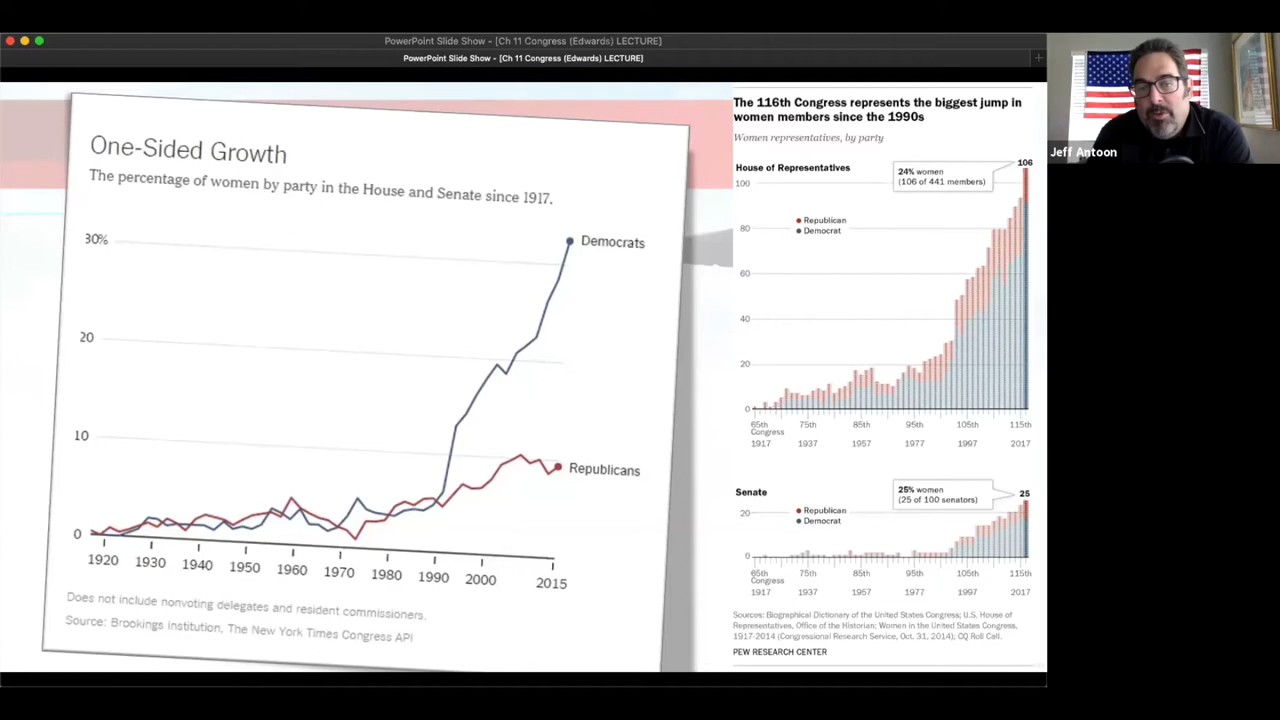 PowerPoint Slide Show - [Ch 11 Congress (Edwards) LECTURE]
PowerPoint Slide Show - [Ch 11 Congress (Edwards) LECTURE]
One-Sided Growth
The percentage of women by party in the House and Senate since 1917.
30%
Democrats
20
10
Republicans
0
1920 1930 1940 1950 1960 1970 1980 1990 2000 2015
Does not include nonvoting delegates and resident commissioners.
Source: Brookings Institution, The New York Times Congress API
The 116th Congress represents the biggest jump in
women members since the 1990s
Women representatives, by party
House of Representatives
24% women
(106 of 441 members)
106
100
Republican
Democrat
80
60
40
20
0
65th 75th 85th 95th 105th 115th
Congress
1917 1937 1957 1977 1997 2017
Senate
25% women
(25 of 100 senators)
25
Republican
Democrat
20
0
65th 75th 85th 95th 105th 115th
Congress
1917 1937 1957 1977 1997 2017
Sources: Biographical Dictionary of the United States Congress; U.S. House of
Representatives, Office of the Historian; Women in the United States Congress,
1917-2014 (Congressional Research Service, Oct. 31, 2014); CQ Roll Call.
PEW RESEARCH CENTER
Jeff Antoon